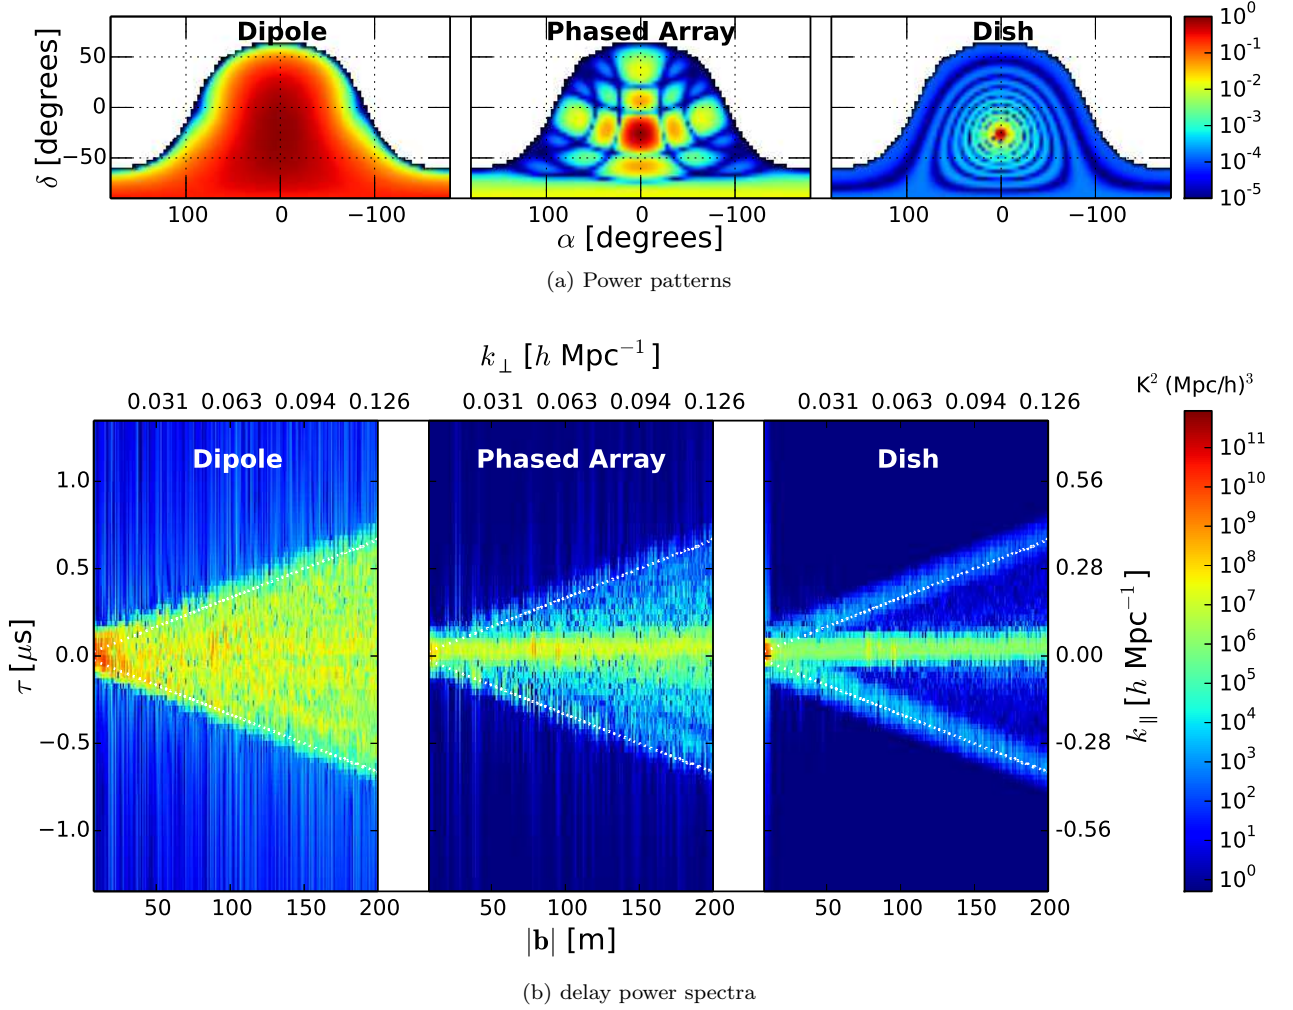 Dipole
Phased Array
Dish
δ [degrees]
50
0
−50
100 0 −100
100 0 −100
100 0 −100
α [degrees]
10^0
10^-1
10^-2
10^-3
10^-4
10^-5
(a) Power patterns
k⊥ [h Mpc^−1]
0.031 0.063 0.094 0.126
0.031 0.063 0.094 0.126
0.031 0.063 0.094 0.126
K^2 (Mpc/h)^3
Dipole
Phased Array
Dish
τ [μs]
1.0
0.5
0.0
−0.5
−1.0
0.56
0.28
0.00
-0.28
-0.56
k∥ [h Mpc^−1]
10^11
10^10
10^9
10^8
10^7
10^6
10^5
10^4
10^3
10^2
10^1
10^0
50 100 150 200
50 100 150 200
50 100 150 200
|b| [m]
(b) delay power spectra